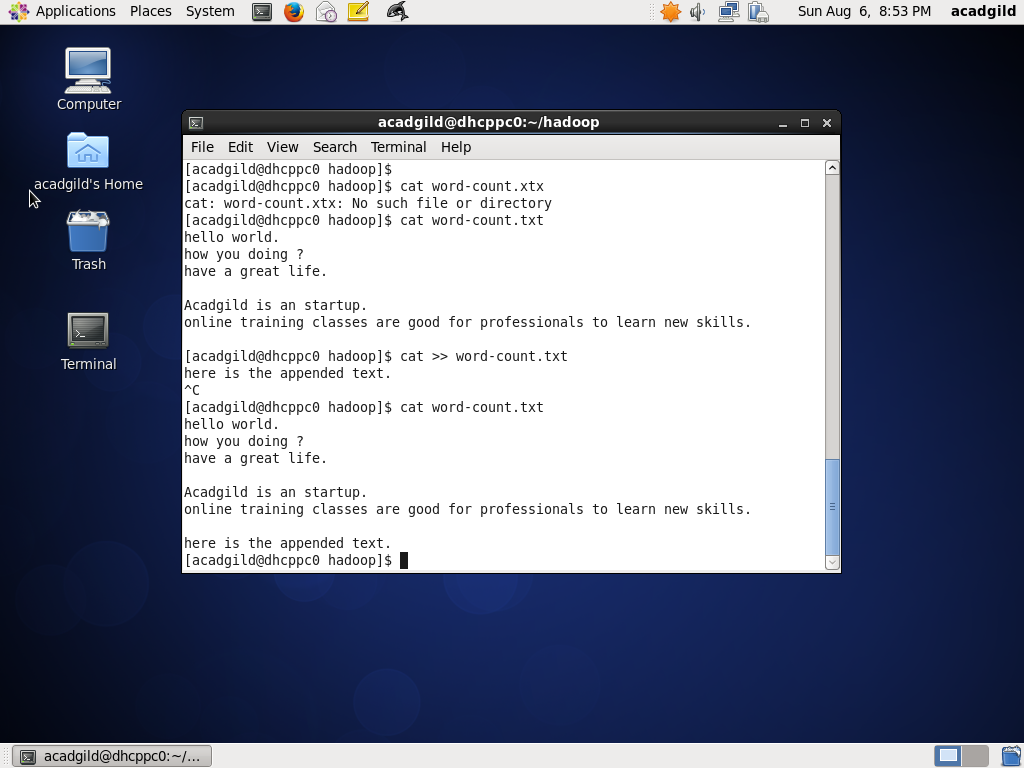 Applications Places System
Sun Aug 6, 8:53 PM acadgild
Computer
acadgild's Home
Trash
Terminal
acadgild@dhcppc0:~/hadoop
File Edit View Search Terminal Help
[acadgild@dhcppc0 hadoop]$
[acadgild@dhcppc0 hadoop]$ cat word-count.xtx
cat: word-count.xtx: No such file or directory
[acadgild@dhcppc0 hadoop]$ cat word-count.txt
hello world.
how you doing ?
have a great life.
Acadgild is an startup.
online training classes are good for professionals to learn new skills.
[acadgild@dhcppc0 hadoop]$ cat >> word-count.txt
here is the appended text.
^C
[acadgild@dhcppc0 hadoop]$ cat word-count.txt
hello world.
how you doing ?
have a great life.
Acadgild is an startup.
online training classes are good for professionals to learn new skills.
here is the appended text.
[acadgild@dhcppc0 hadoop]$
acadgild@dhcppc0:~/...